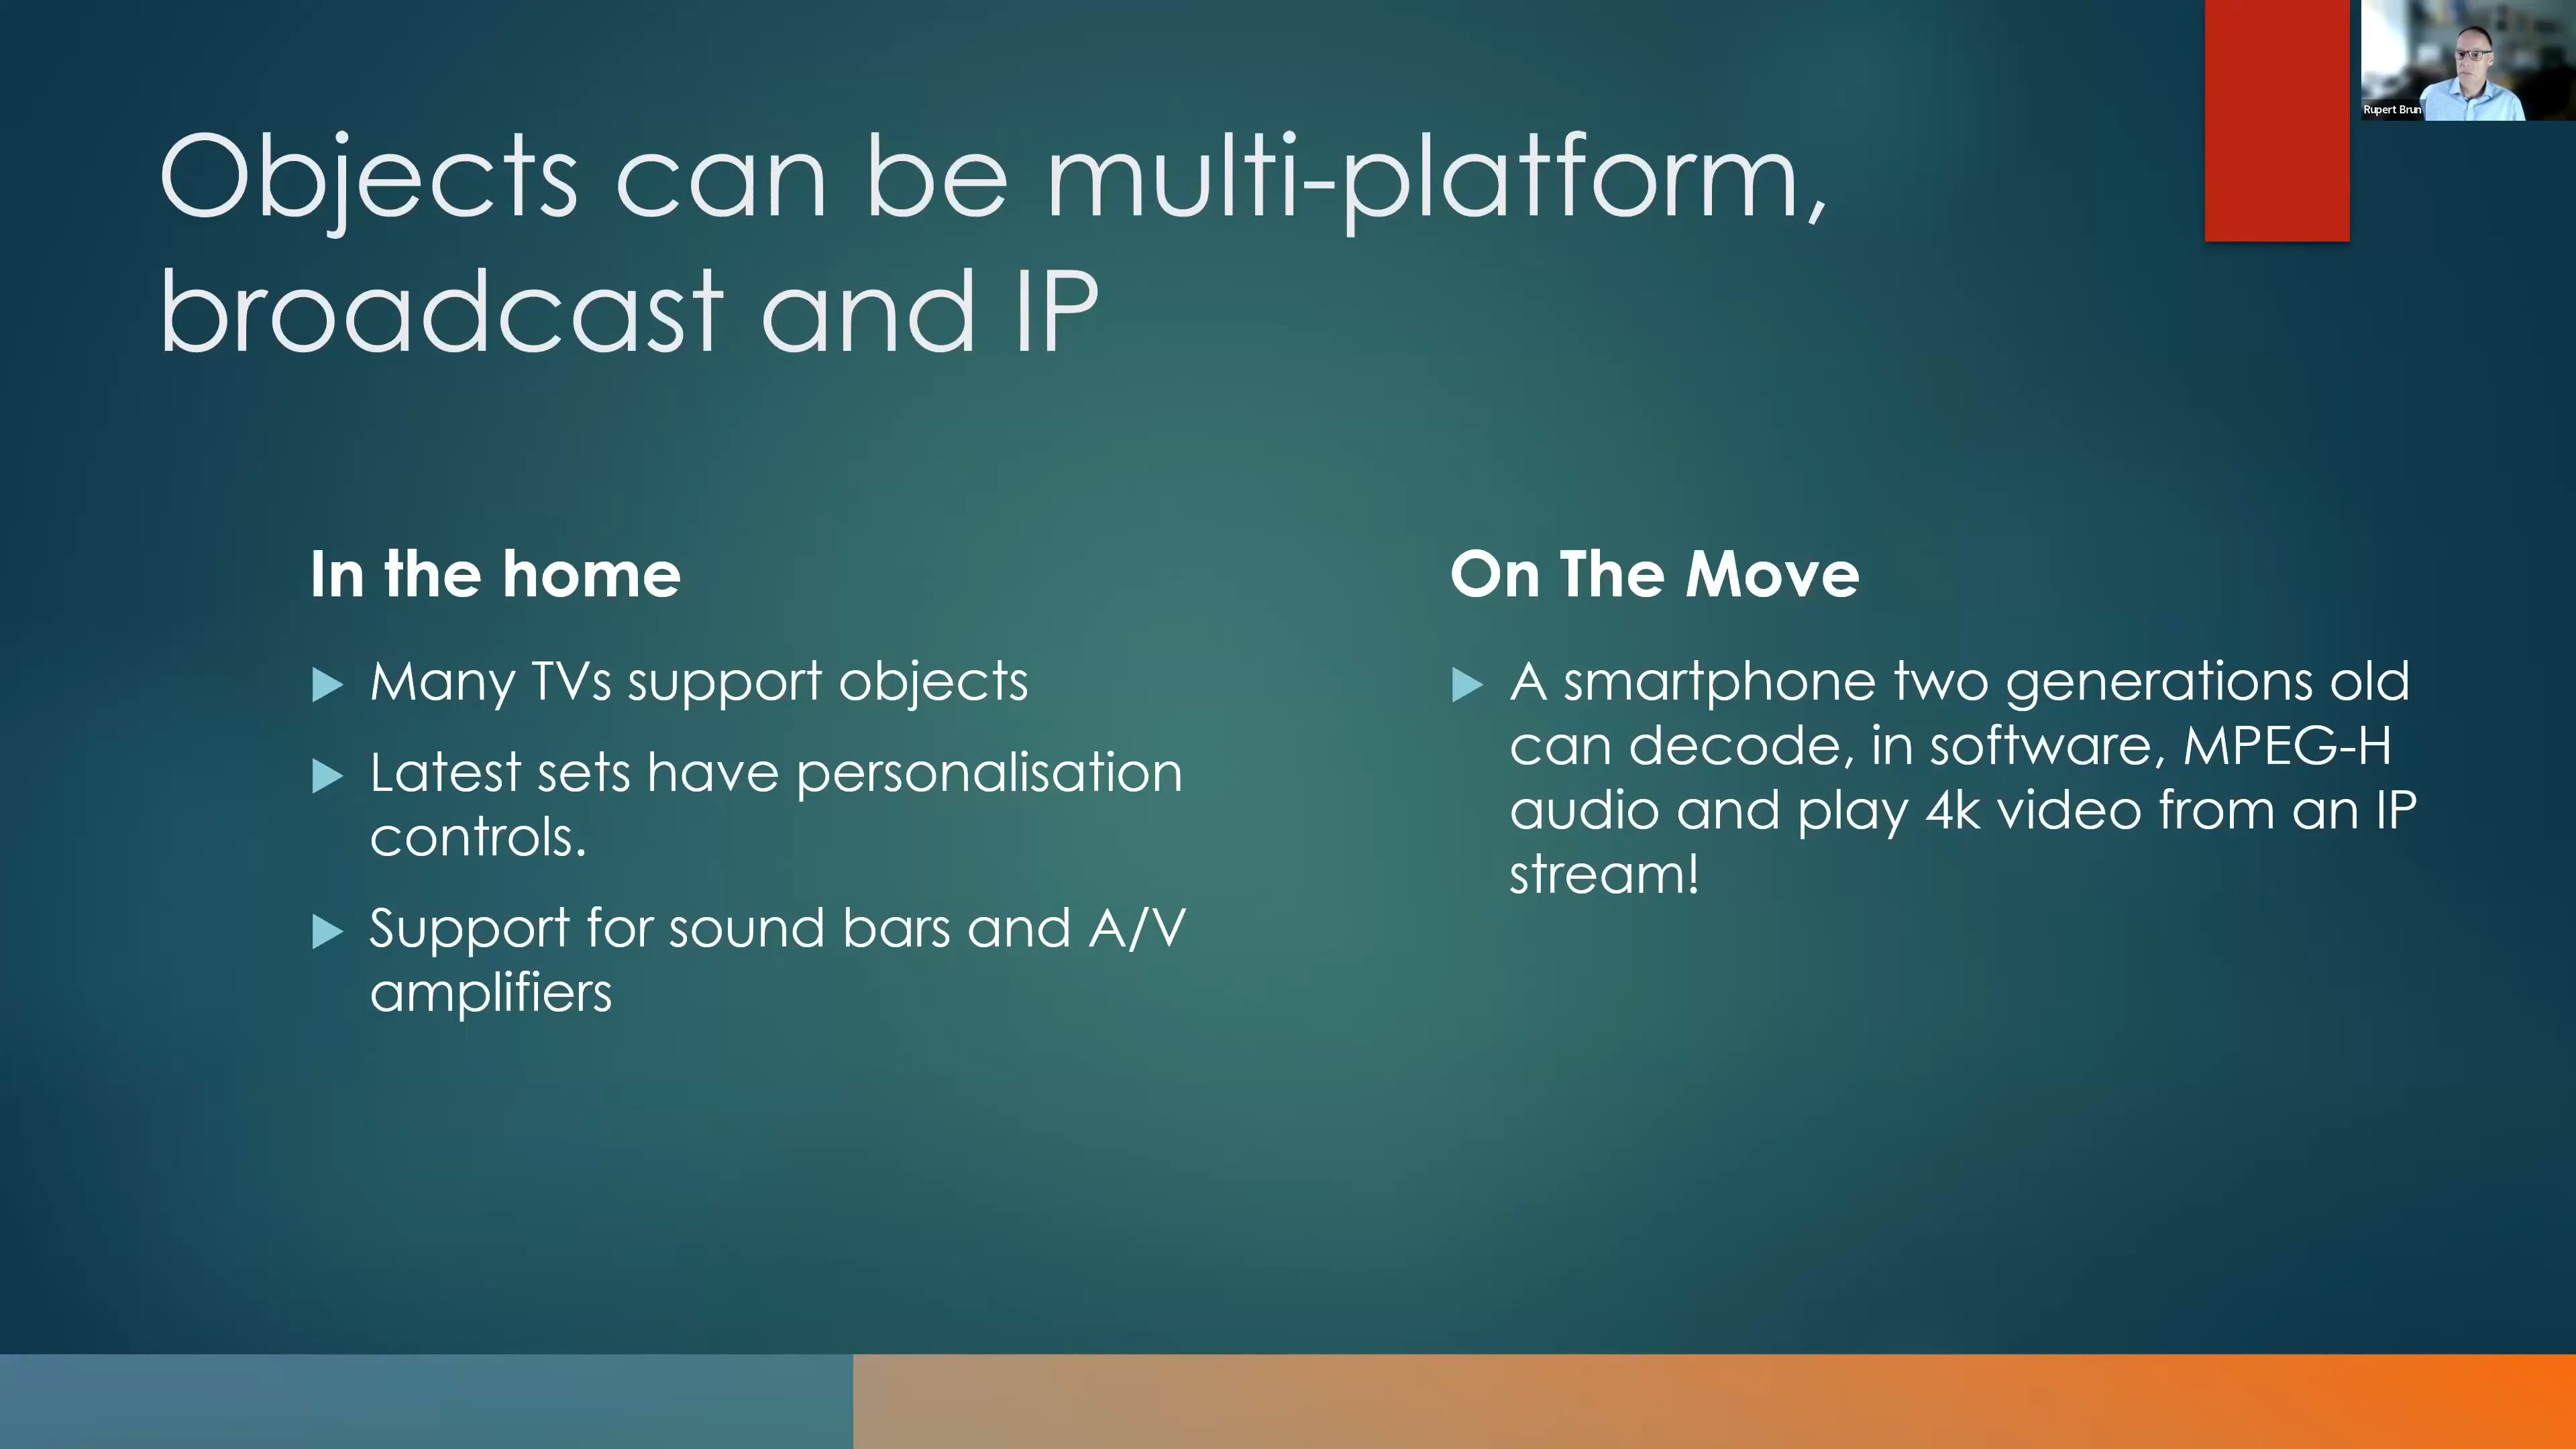 Objects can be multi-platform,
broadcast and IP
In the home
Many TVs support objects
Latest sets have personalisation
controls.
Support for sound bars and A/V
amplifiers
On The Move
A smartphone two generations old
can decode, in software, MPEG-H
audio and play 4k video from an IP
stream!
Rupert Brun